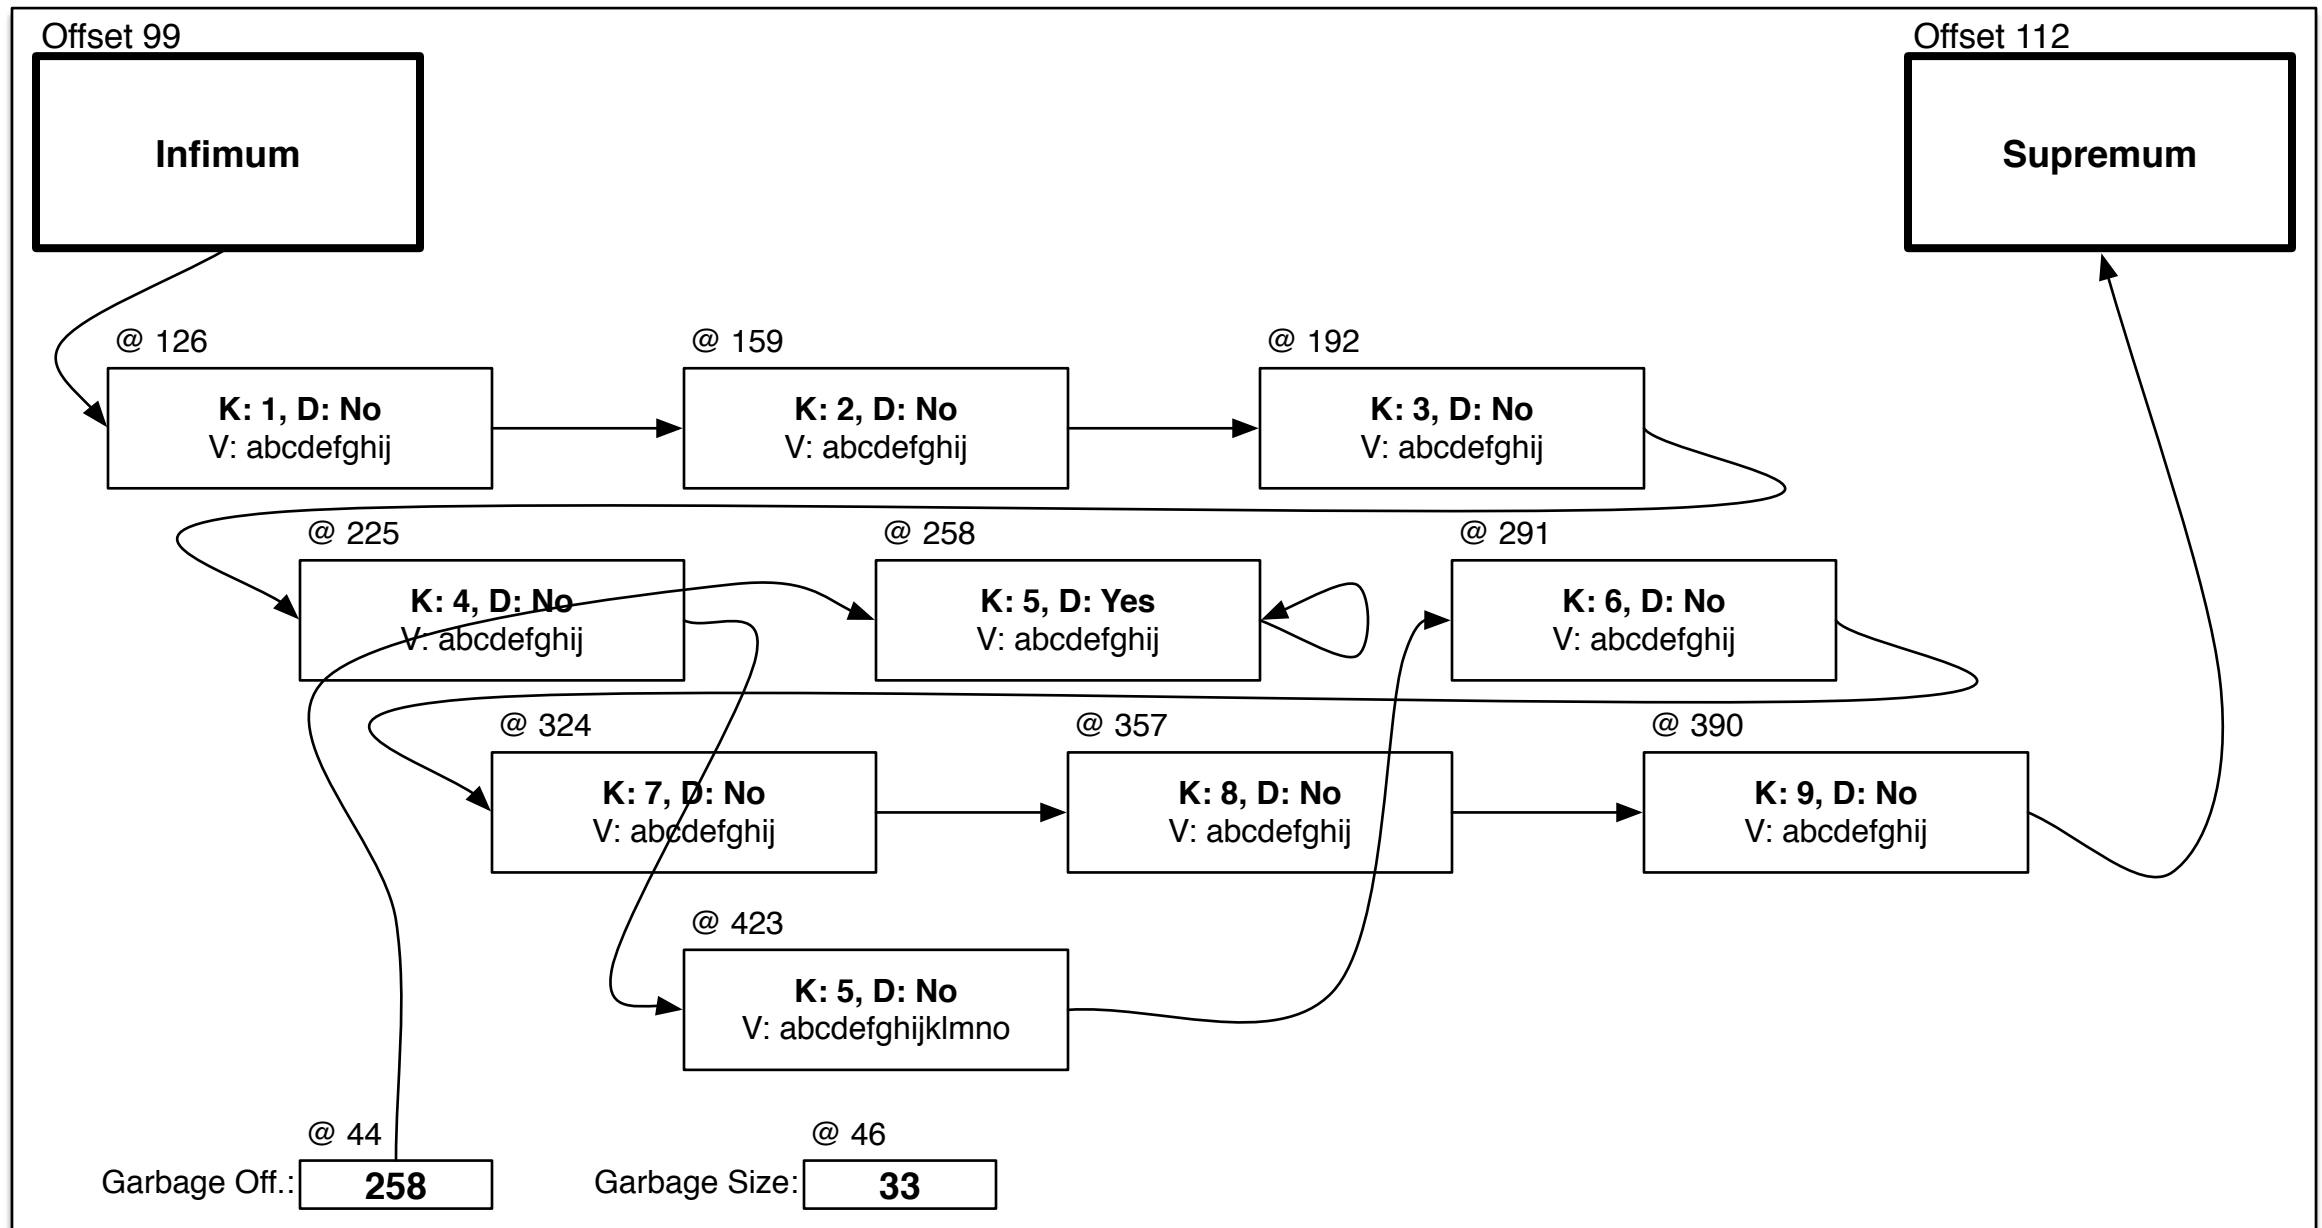 Offset 99
Offset 112
Infimum
Supremum
@ 126
@ 159
@ 192
K: 1, D: No
V: abcdefghij
K: 2, D: No
V: abcdefghij
K: 3, D: No
V: abcdefghij
@ 225
@ 258
@ 291
K: 4, D: No
V: abcdefghij
K: 5, D: Yes
V: abcdefghij
K: 6, D: No
V: abcdefghij
@ 324
@ 357
@ 390
K: 7, D: No
V: abcdefghij
K: 8, D: No
V: abcdefghij
K: 9, D: No
V: abcdefghij
@ 423
K: 5, D: No
V: abcdefghijklmno
@ 44
@ 46
Garbage Off.: 258
Garbage Size: 33